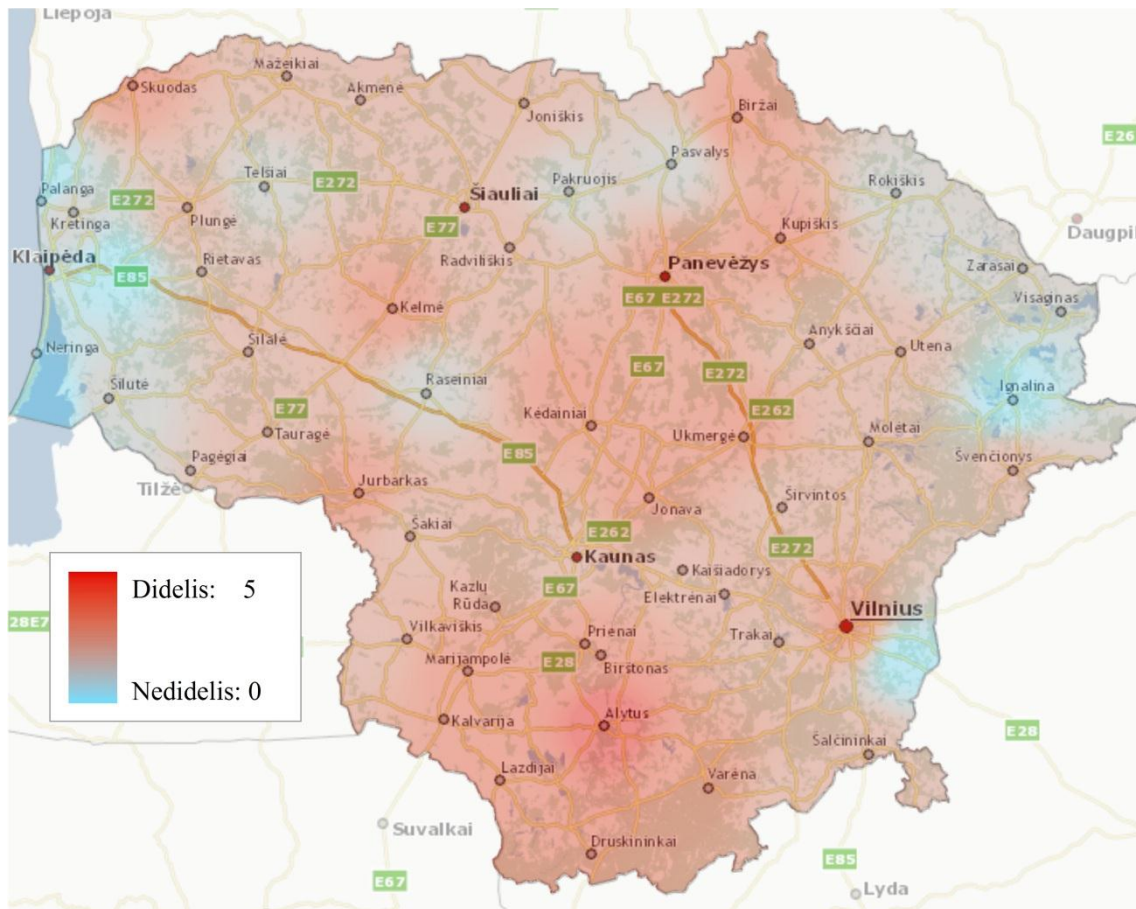 Liepoja
E26
Mažeikiai
Skuodas
Akmenė
Joniškis
Biržai
Pasvalys
Palanga
Telšiai
E272
Pakruojis
Rokiškis
E272
Kretinga
Plungė
Šiauliai
E77
Kupiškis
Daugpil
Klaipėda
E85
Rietavas
Radviliškis
Panevėžys
Zarasai
E67 E272
Visaginas
Kelmė
Anykščiai
Utena
Neringa
Šilalė
E67
E272
Šilutė
Raseiniai
Ignalina
E77
Kėdainiai
E262
Tauragė
Ukmergė
Molėtai
Pagėgiai
E85
Švenčionys
Tilžė
Jurbarkas
Jonava
Širvintos
Šakiai
E262
E272
Kaunas
Kaišiadorys
Didelis: 5
Kazlų
Rūda
E67
Elektrėnai
Vilnius
28E7
Vilkaviškis
Prienai
Trakai
Marijampolė
E28
Birštonas
Nedidelis: 0
Kalvarija
Alytus
E28
Šalčininkai
Lazdijai
Varėna
Suvalkai
Druskininkai
E85
E67
Lyda